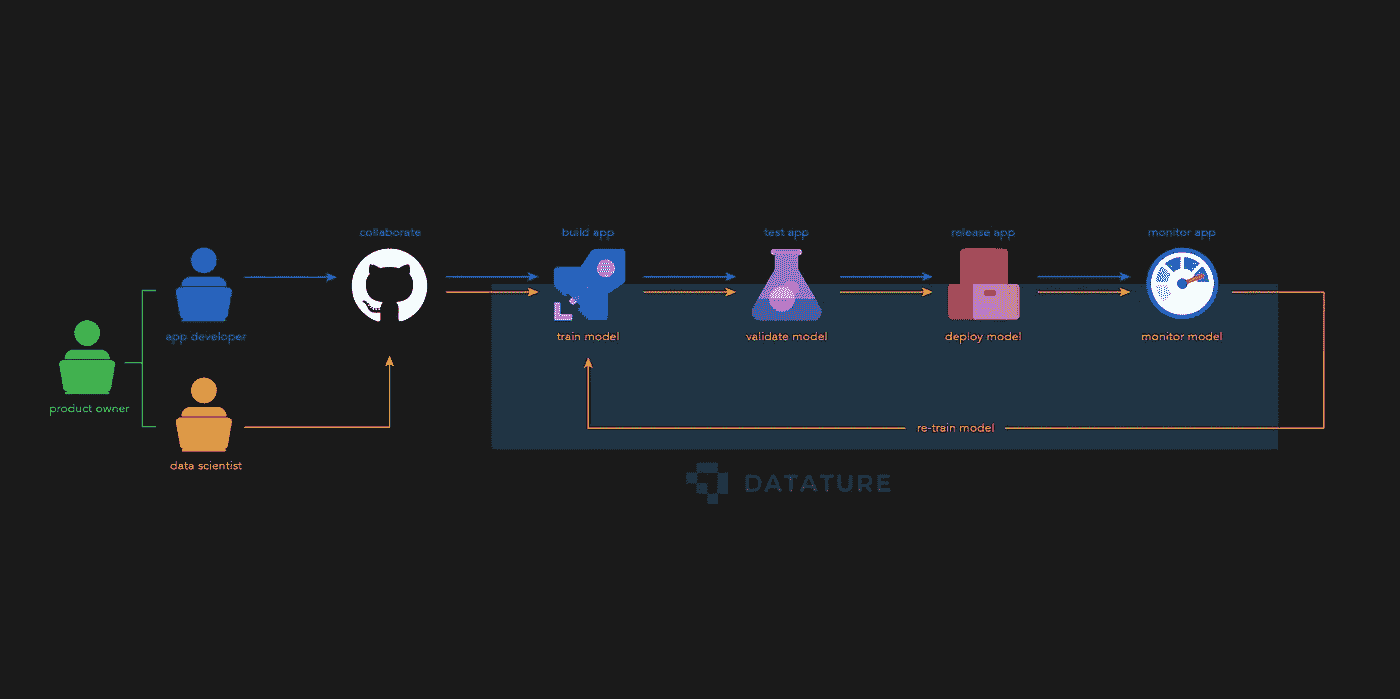 collaborate
build app
test app
release app
monitor app
app developer
train model
validate model
deploy model
monitor model
product owner
re-train model
data scientist
DATATURE